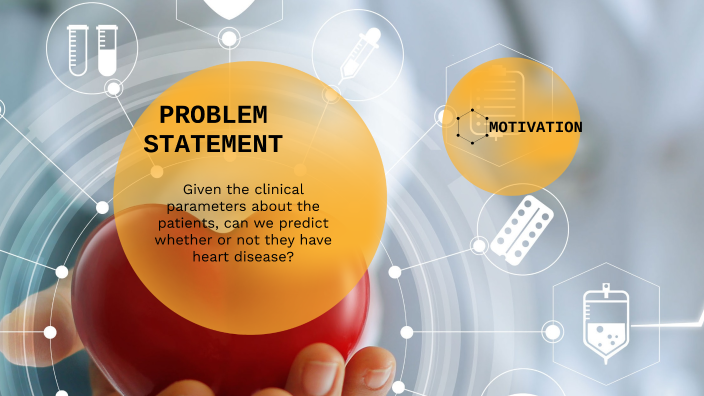 PROBLEM
STATEMENT
Given the clinical
parameters about the
patients, can we predict
whether or not they have
heart disease?
MOTIVATION